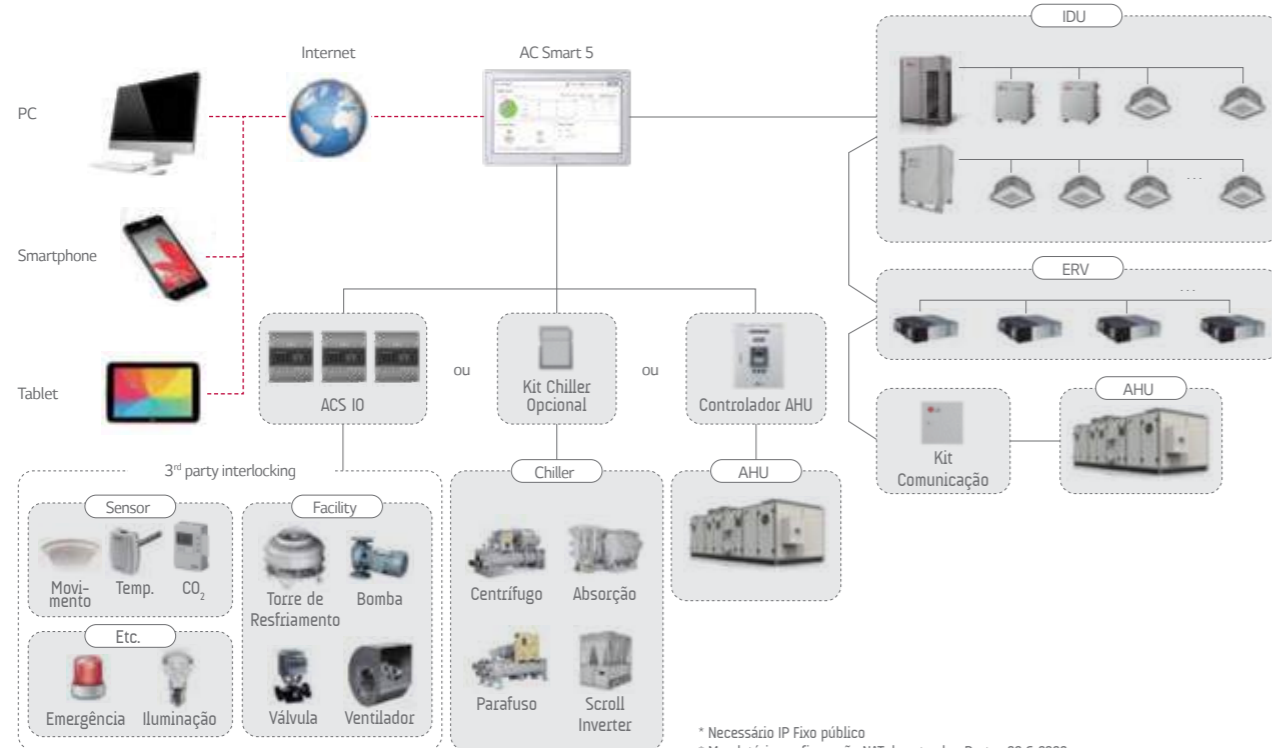 IDU
Internet
AC Smart 5
PC
Smartphone
ERV
Tablet
ACS IO
ou
Kit Chiller
Opcional
ou
Controlador AHU
AHU
Kit
Comunicação
3rd party interlocking
Sensor
Movi-
mento
Temp.
CO2
Etc.
Emergência
Iluminação
Facility
Torre de
Resfriamento
Bomba
Válvula
Ventilador
Chiller
Centrífugo
Absorção
Parafuso
Scroll
Inverter
AHU
* Necessário IP Fixo público